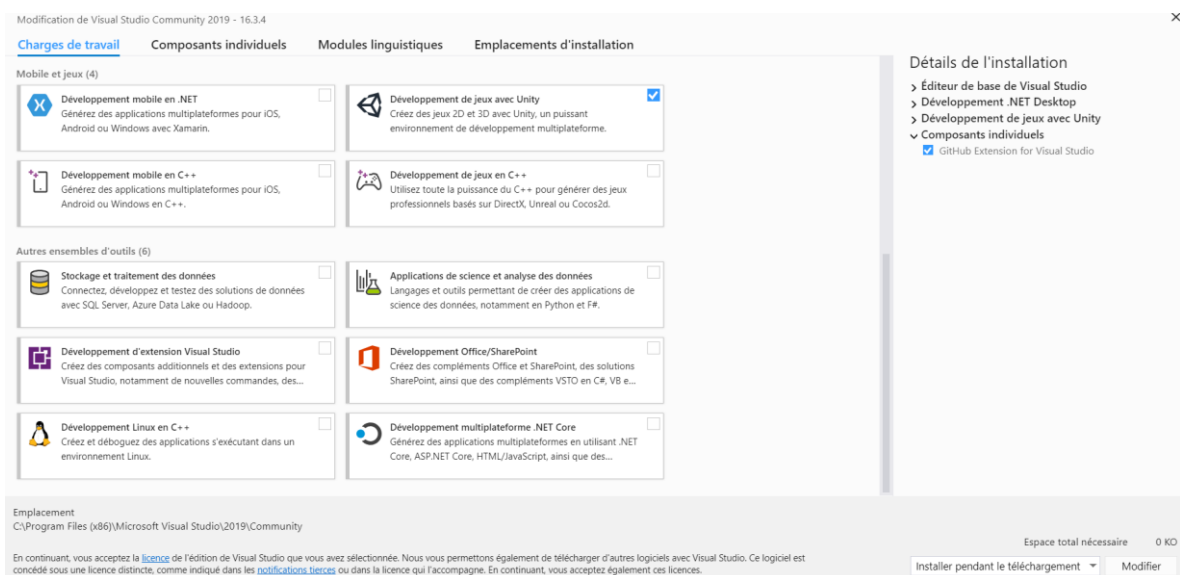 Modification de Visual Studio Community 2019 - 16.3.4
Charges de travail
Composants individuels
Modules linguistiques
Emplacements d'installation
Mobile et jeux (4)
Développement mobile en .NET
Générez des applications multiplateformes pour iOS,
Android ou Windows avec Xamarin.
Développement de jeux avec Unity
Créez des jeux 2D et 3D avec Unity, un puissant
environnement de développement multiplateforme.
Développement mobile en C++
Générez des applications multiplateformes pour iOS,
Android ou Windows en C++.
Développement de jeux en C++
Utilisez toute la puissance du C++ pour générer des jeux
professionnels basés sur DirectX, Unreal ou Cocos2d.
Autres ensembles d'outils (6)
Stockage et traitement des données
Connectez, développez et testez des solutions de données
avec SQL Server, Azure Data Lake ou Hadoop.
Applications de science et analyse des données
Langages et outils permettant de créer des applications de
science des données, notamment en Python et F#.
Développement d'extension Visual Studio
Créez des composants additionnels et des extensions pour
Visual Studio, notamment de nouvelles commandes, des...
Développement Office/SharePoint
Créez des compléments Office et SharePoint, des solutions
SharePoint, ainsi que des compléments VSTO en C#, VB e...
Développement Linux en C++
Créez et déboguez des applications s'exécutant dans un
environnement Linux.
Développement multiplateforme .NET Core
Générez des applications multiplateformes en utilisant .NET
Core, ASP.NET Core, HTML/JavaScript, ainsi que des...
Détails de l'installation
Éditeur de base de Visual Studio
Développement .NET Desktop
Développement de jeux avec Unity
Composants individuels
GitHub Extension for Visual Studio
Emplacement
C:\Program Files (x86)\Microsoft Visual Studio\2019\Community
En continuant, vous acceptez la licence de l'édition de Visual Studio que vous avez sélectionnée. Nous vous permettons également de télécharger d'autres logiciels avec Visual Studio. Ce logiciel est
concédé sous une licence distincte, comme indiqué dans les notifications tierces ou dans la licence qui l'accompagne. En continuant, vous acceptez également ces licences.
Espace total nécessaire 0 KO
Installer pendant le téléchargement
Modifier